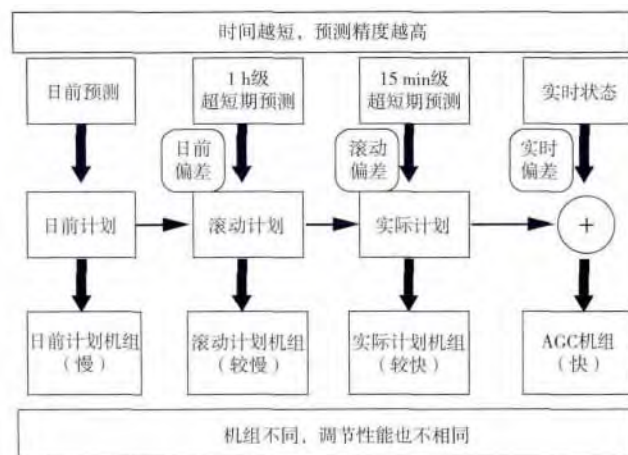 时间越短，预测精度越高
日前预测
1 h级
超短期预测
15 min级
超短期预测
实时状态
日前
偏差
滚动
偏差
实时
偏差
日前计划
滚动计划
实际计划
+
日前计划机组
（慢）
滚动计划机组
（较慢）
实际计划机组
（较快）
AGC机组
（快）
机组不同，调节性能也不相同